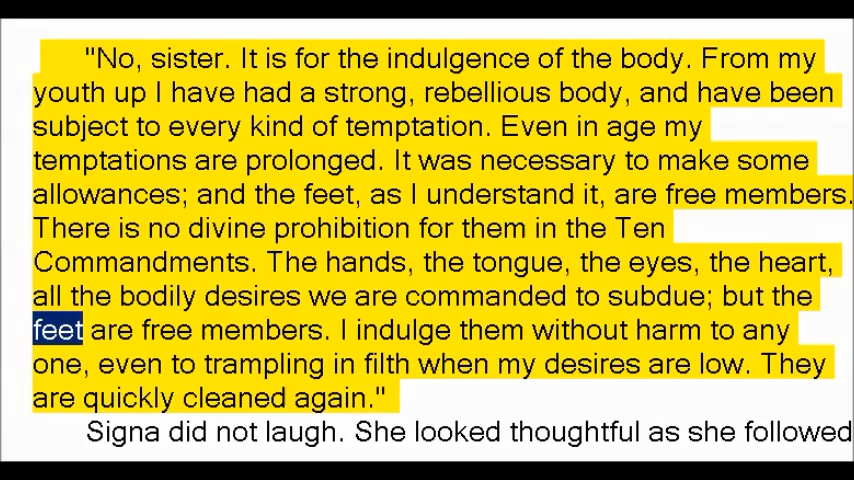 "No, sister. It is for the indulgence of the body. From my
youth up I have had a strong, rebellious body, and have been
subject to every kind of temptation. Even in age my
temptations are prolonged. It was necessary to make some
allowances; and the feet, as I understand it, are free members.
There is no divine prohibition for them in the Ten
Commandments. The hands, the tongue, the eyes, the heart,
all the bodily desires we are commanded to subdue; but the
feet are free members. I indulge them without harm to any
one, even to trampling in filth when my desires are low. They
are quickly cleaned again."
Signa did not laugh. She looked thoughtful as she followed